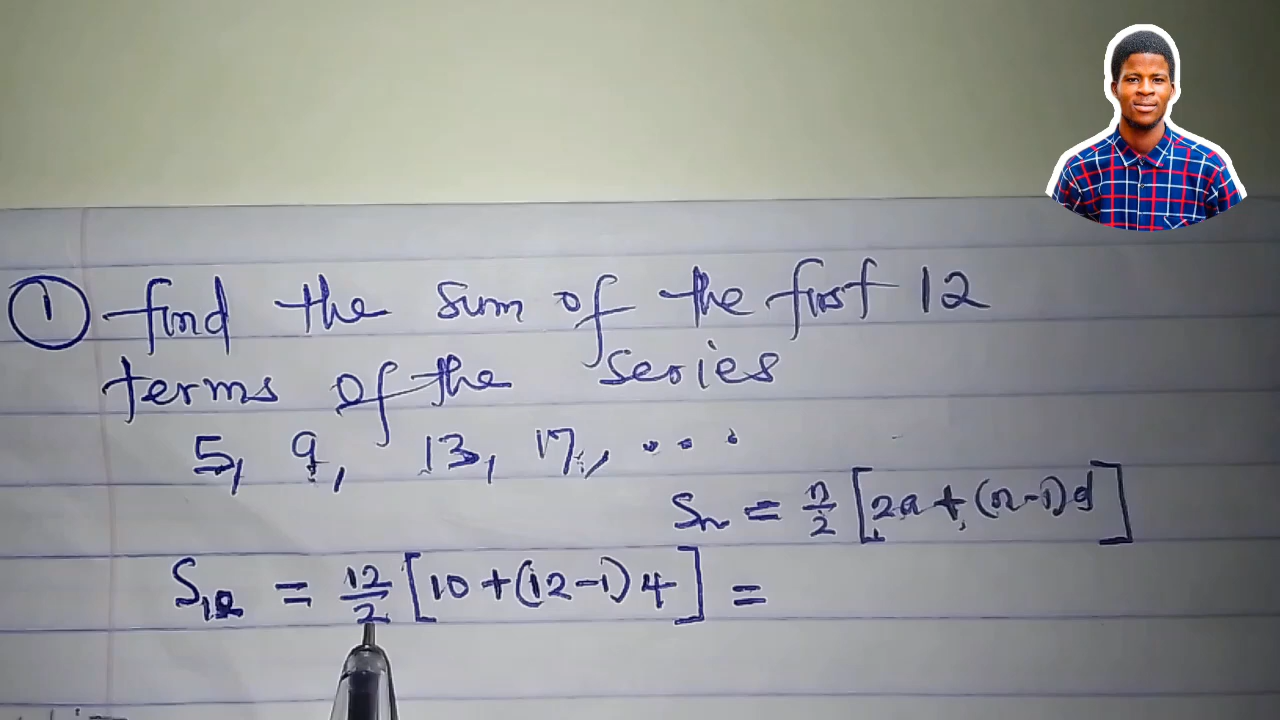 ① find the sum of the first 12
terms of the series
5, 9, 13, 17, ...
Sn = n/2 [2a + (n-1)d]
S12 = 12/2 [10 + (12-1)4] =